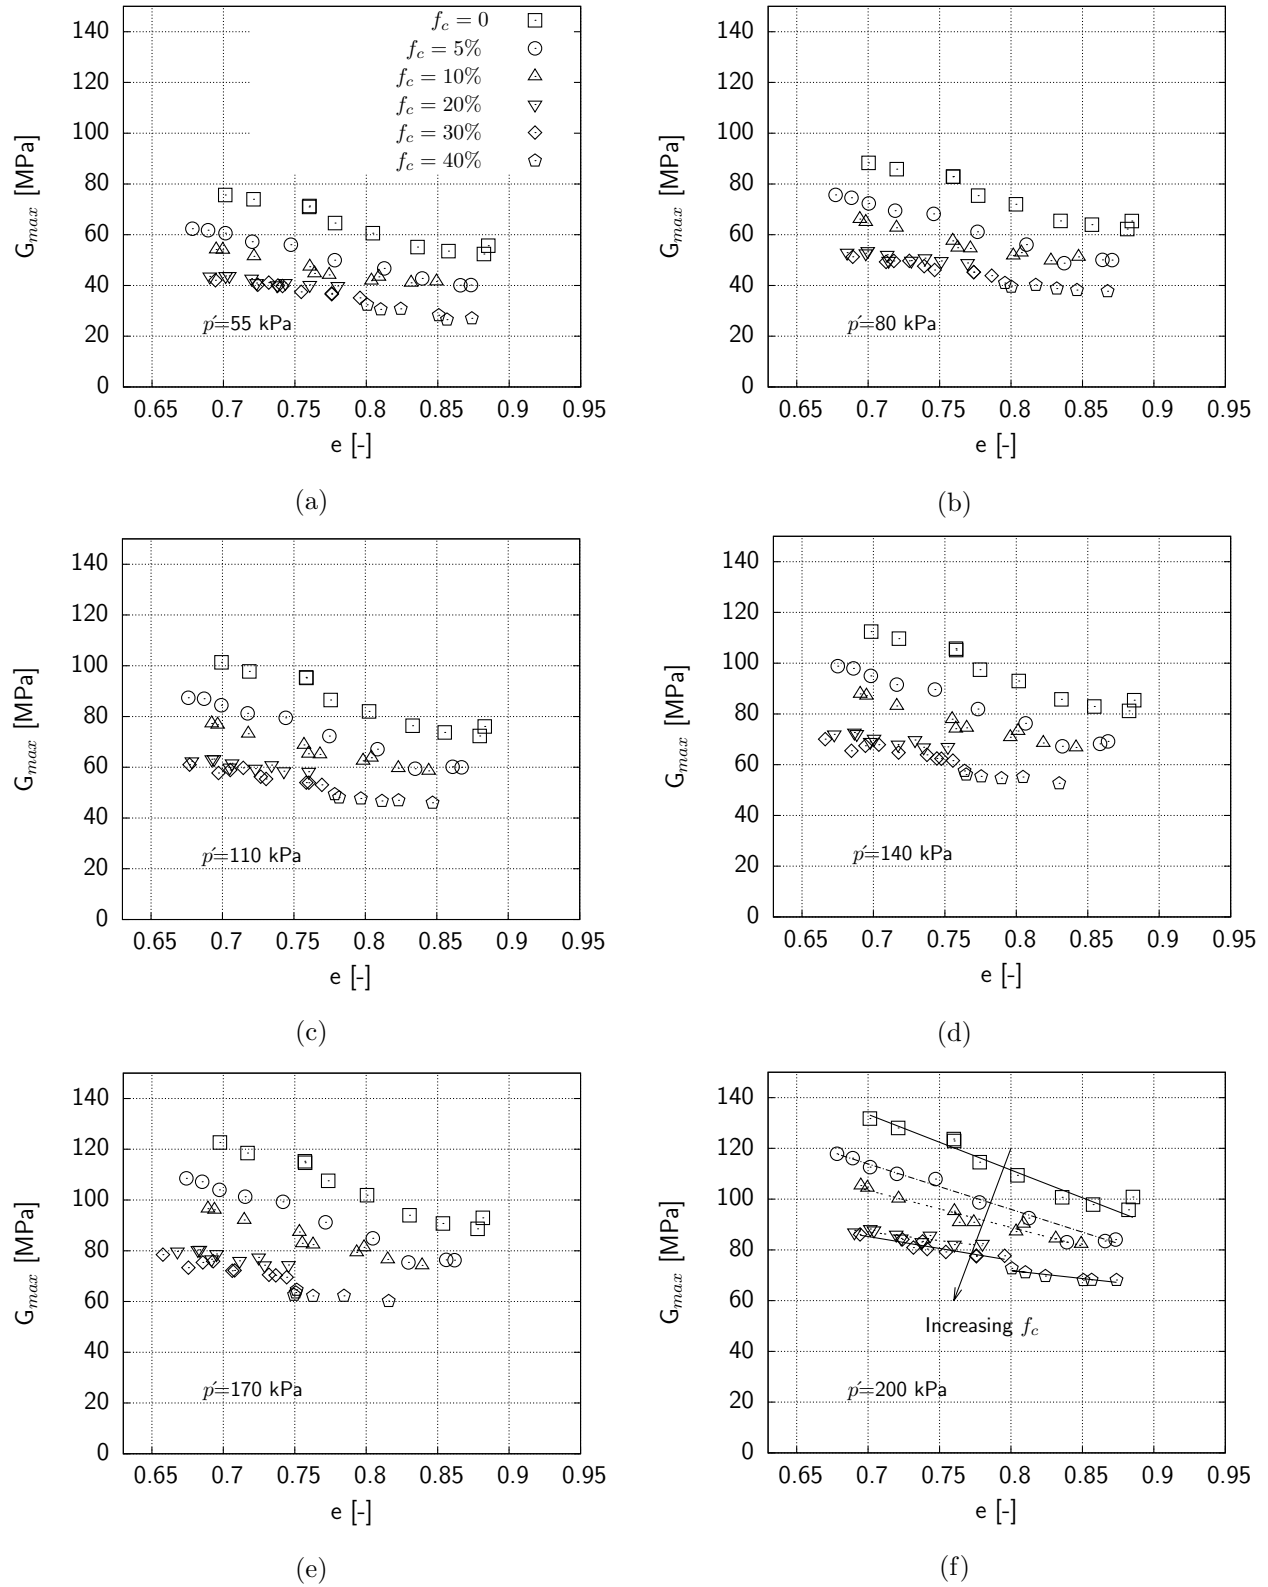 G_max [MPa]
140
120
100
80
60
40
20
0
f_c = 0
f_c = 5%
f_c = 10%
f_c = 20%
f_c = 30%
f_c = 40%
p′=55 kPa
0.65 0.7 0.75 0.8 0.85 0.9 0.95
e [-]
(a)
G_max [MPa]
140
120
100
80
60
40
20
0
p′=80 kPa
0.65 0.7 0.75 0.8 0.85 0.9 0.95
e [-]
(b)
G_max [MPa]
140
120
100
80
60
40
20
0
p′=110 kPa
0.65 0.7 0.75 0.8 0.85 0.9 0.95
e [-]
(c)
G_max [MPa]
140
120
100
80
60
40
20
0
p′=140 kPa
0.65 0.7 0.75 0.8 0.85 0.9 0.95
e [-]
(d)
G_max [MPa]
140
120
100
80
60
40
20
0
p′=170 kPa
0.65 0.7 0.75 0.8 0.85 0.9 0.95
e [-]
(e)
G_max [MPa]
140
120
100
80
60
40
20
0
Increasing f_c
p′=200 kPa
0.65 0.7 0.75 0.8 0.85 0.9 0.95
e [-]
(f)